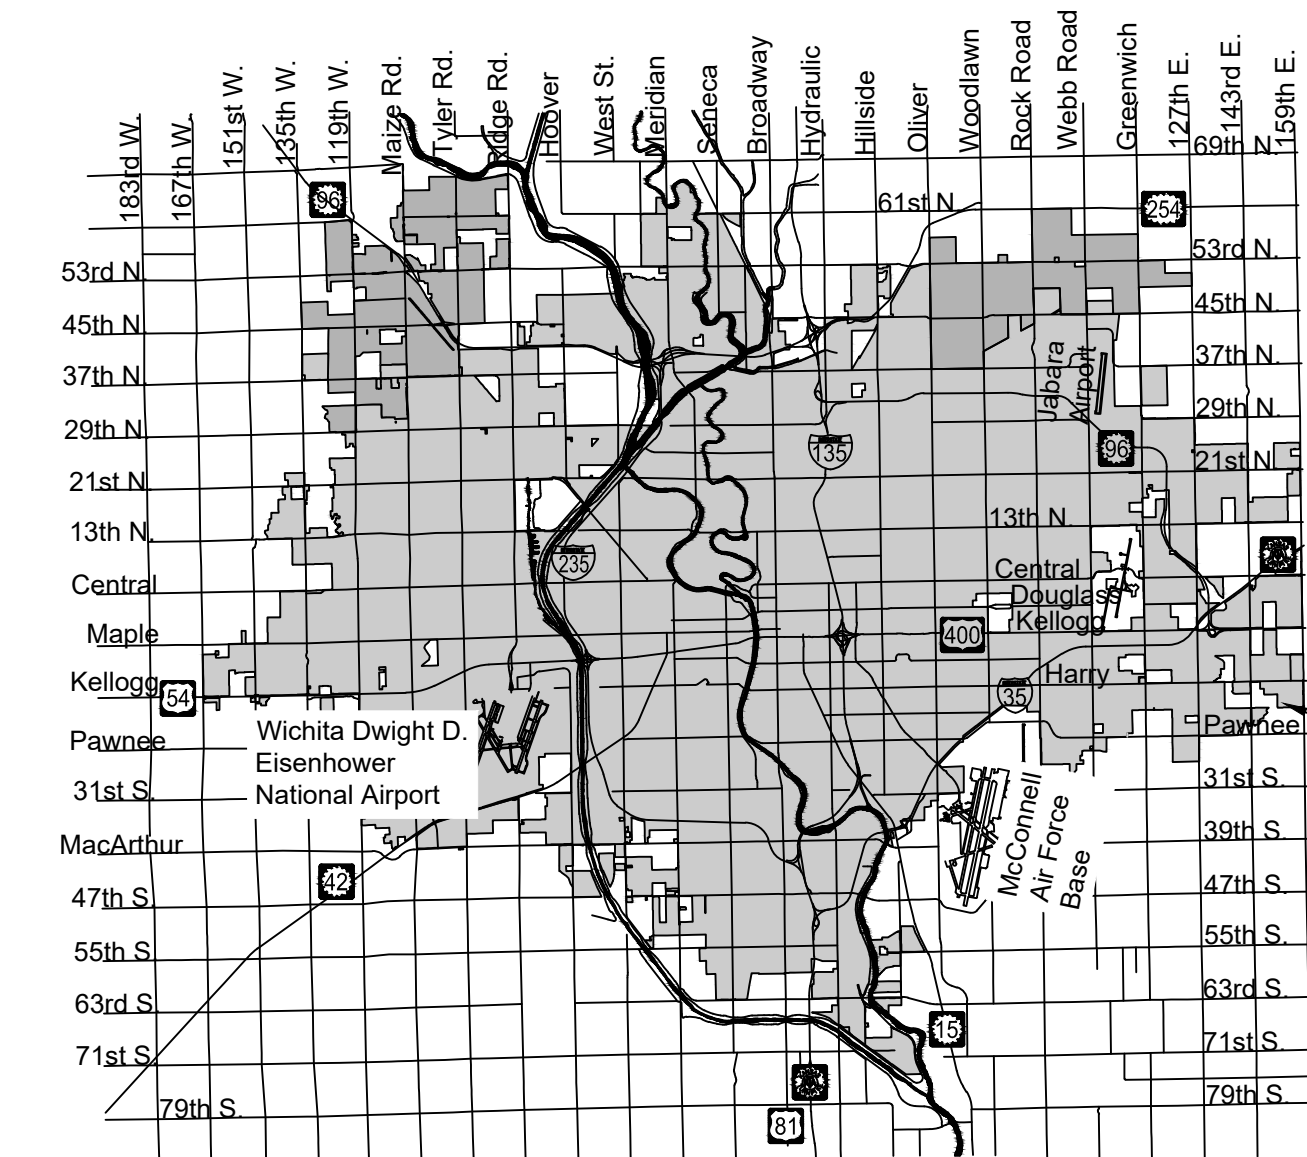 183rd W.
167th W.
151st W.
135th W.
119th W.
Maize Rd.
Tyler Rd.
Ridge Rd.
Hoover
West St.
Meridian
Seneca
Broadway
Hydraulic
Hillside
Oliver
Woodlawn
Rock Road
Webb Road
Greenwich
127th E.
143rd E.
159th E.
69th N.
96
61st N.
254
53rd N.
53rd N.
45th N.
45th N.
37th N.
37th N.
Jabara
Airport
29th N.
29th N.
135
96
21st N.
21st N.
13th N.
13th N.
235
Central
Central
Douglass
Kellogg
400
Maple
Kellogg
54
Harry
35
Pawnee
Pawnee
Wichita Dwight D.
Eisenhower
National Airport
31st S.
31st S.
McConnell
Air Force
Base
MacArthur
39th S.
42
47th S.
47th S.
55th S.
55th S.
63rd S.
63rd S.
15
71st S.
71st S.
79th S.
79th S.
81